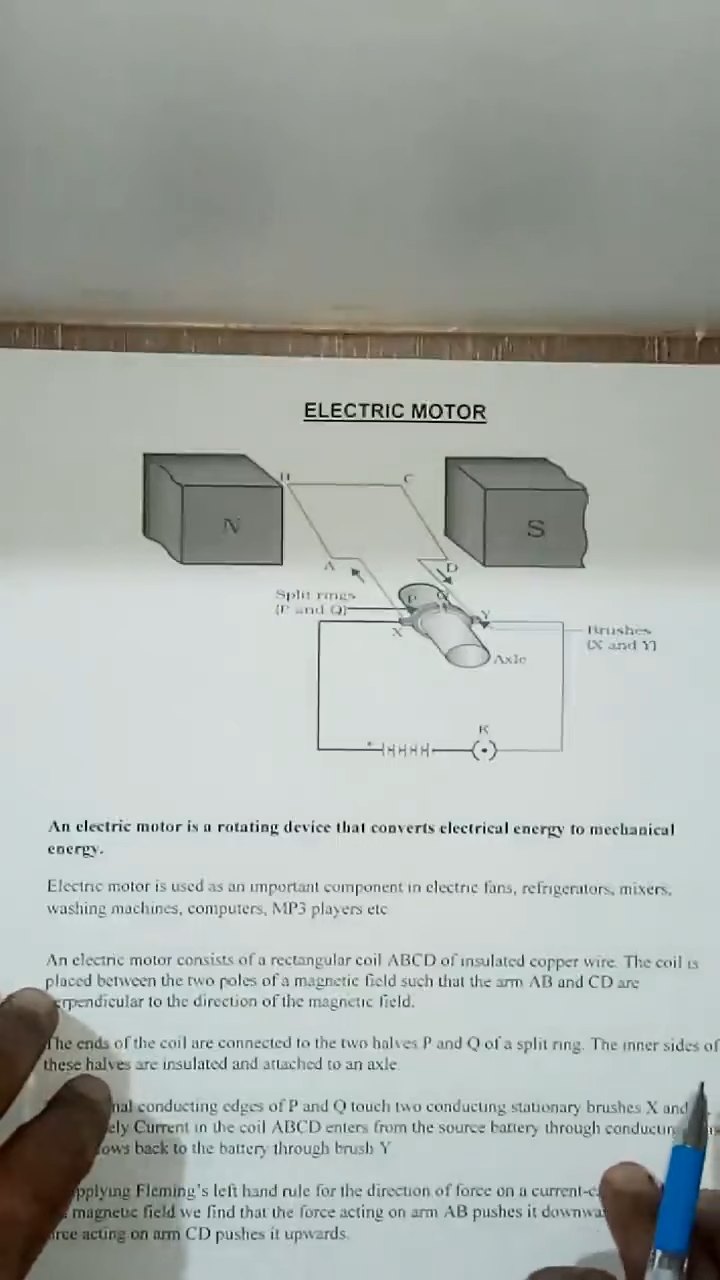 ELECTRIC MOTOR
B C
N S
A D
Split rings
(P and Q)
P Q
X Y
Brushes
(X and Y)
Axle
K
+
An electric motor is a rotating device that converts electrical energy to mechanical
energy.
Electric motor is used as an important component in electric fans, refrigerators, mixers,
washing machines, computers, MP3 players etc
An electric motor consists of a rectangular coil ABCD of insulated copper wire. The coil is
placed between the two poles of a magnetic field such that the arm AB and CD are
erpendicular to the direction of the magnetic field.
The ends of the coil are connected to the two halves P and Q of a split ring. The inner sides of
these halves are insulated and attached to an axle
nal conducting edges of P and Q touch two conducting stationary brushes X and
ely Current in the coil ABCD enters from the source battery through conductin
ows back to the battery through brush Y
pplying Fleming's left hand rule for the direction of force on a current-c
magnetic field we find that the force acting on arm AB pushes it downwa
rce acting on arm CD pushes it upwards.